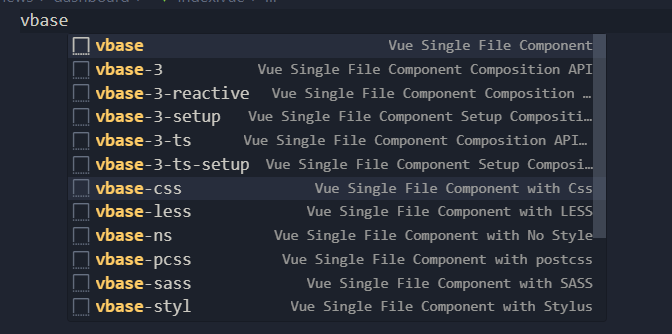 vbase
vbase Vue Single File Component
vbase-3 Vue Single File Component Composition API
vbase-3-reactive Vue Single File Component Composition …
vbase-3-setup Vue Single File Component Setup Compositi…
vbase-3-ts Vue Single File Component Composition API…
vbase-3-ts-setup Vue Single File Component Setup Composi…
vbase-css Vue Single File Component with Css
vbase-less Vue Single File Component with LESS
vbase-ns Vue Single File Component with No Style
vbase-pcss Vue Single File Component with postcss
vbase-sass Vue Single File Component with SASS
vbase-styl Vue Single File Component with Stylus